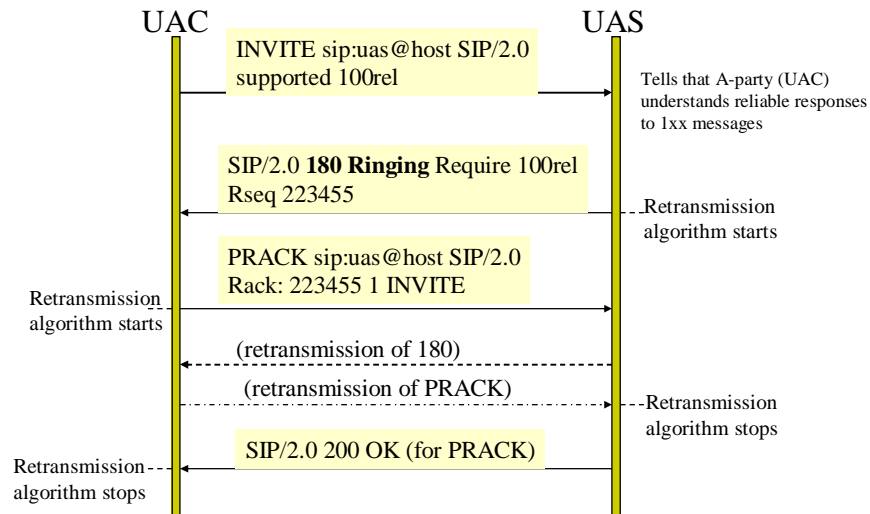 UAC
UAS
INVITE sip:uas@host SIP/2.0
supported 100rel
Tells that A-party (UAC)
understands reliable responses
to 1xx messages
SIP/2.0 180 Ringing Require 100rel
Rseq 223455
Retransmission
algorithm starts
PRACK sip:uas@host SIP/2.0
Rack: 223455 1 INVITE
Retransmission
algorithm starts
(retransmission of 180)
(retransmission of PRACK)
Retransmission
algorithm stops
SIP/2.0 200 OK (for PRACK)
Retransmission
algorithm stops